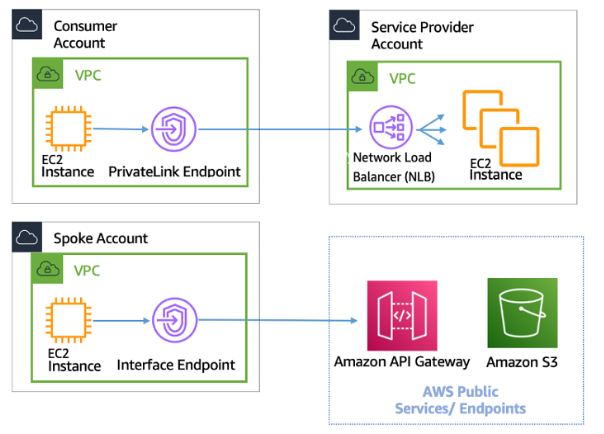 Consumer
Account
VPC
EC2
Instance
PrivateLink Endpoint
Service Provider
Account
VPC
Network Load
Balancer (NLB)
EC2
Instance
Spoke Account
VPC
EC2
Instance
Interface Endpoint
Amazon API Gateway
Amazon S3
AWS Public
Services/ Endpoints